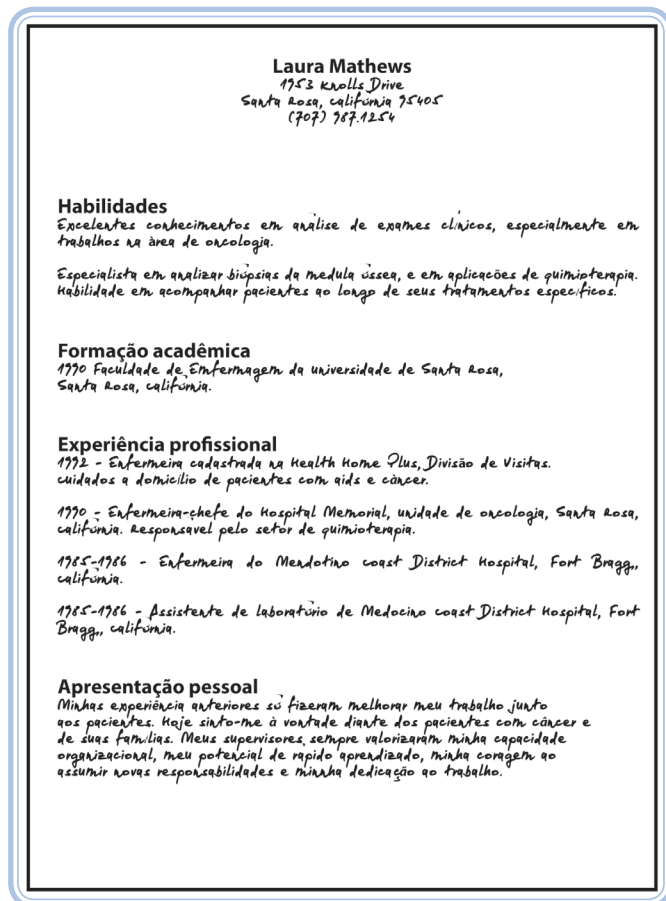 Laura Mathews
1953 Knolls Drive
Santa Rosa, califórnia 95405
(707) 987.1254
Habilidades
Excelentes conhecimentos em análise de exames clínicos, especialmente em
trabalhos na àrea de oncologia.
Especialista em analizar biópsias da medula óssea, e em aplicacões de quimioterapia.
Habilidade em acompanhar pacientes ao longo de seus tratamentos específicos.
Formação acadêmica
1990 Faculdade de Emfermagem da universidade de Santa Rosa,
Santa Rosa, califórnia.
Experiência profissional
1992 - Enfermeira cadastrada na Health Home Plus, Divisão de Visitas.
cuidados a domicílio de pacientes com aids e càncer.
1990 - Enfermeira-chefe do Hospital Memorial, unidade de oncologia, Santa Rosa,
califórnia. Responsavel pelo setor de quimioterapia.
1985-1986 - Enfermeira do Mendotino coast District Hospital, Fort Bragg,,
califórnia.
1985-1986 - Assistente de laboratório de Medocino coast District Hospital, Fort
Bragg,, califórnia.
Apresentação pessoal
Minhas experiência anteriores só fizeram melhorar meu trabalho junto
aos pacientes. Hoje sinto-me à vontade diante dos pacientes com câncer e
de suas famílias. Meus supervisores sempre valorizaram minha capacidade
organizacional, meu potencial de rapido aprendizado, minha coragem ao
assumir novas responsabilidades e minnha dedicação ao trabalho.